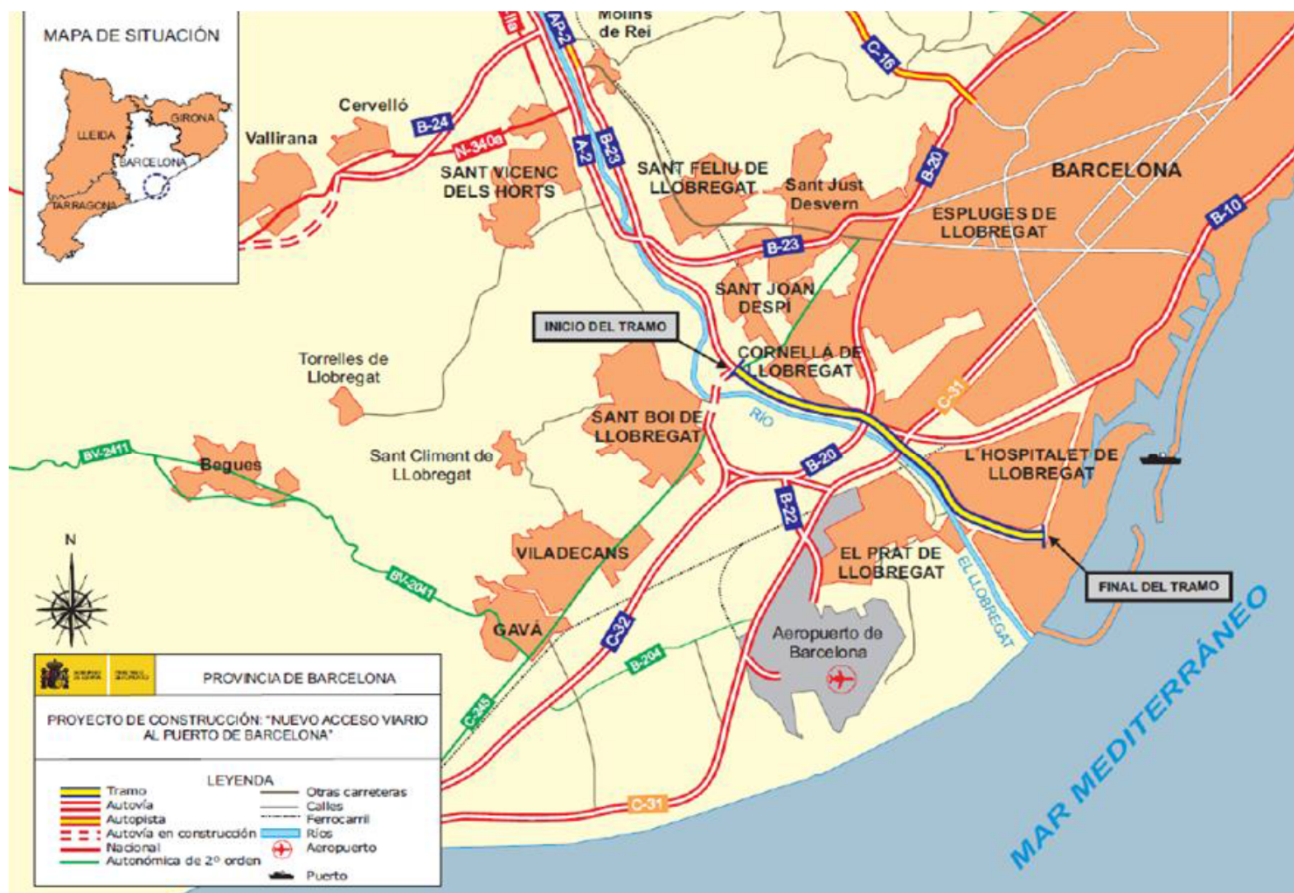 MAPA DE SITUACIÓN
LLEIDA
GIRONA
BARCELONA
TARRAGONA
Molins
de Rei
AP-2
C-16
Cervelló
Vallirana
B-24
N-340a
A-2
B-23
SANT VICENC
DELS HORTS
SANT FELIU DE
LLOBREGAT
Sant Just
Desvern
B-20
BARCELONA
ESPLUGES DE
LLOBREGAT
B-10
B-23
SANT JOAN
DESPÍ
INICIO DEL TRAMO
CORNELLÁ DE
LLOBREGAT
Torrelles de
Llobregat
C-31
SANT BOI DE
LLOBREGAT
RÍO
Sant Climent de
LLobregat
BV-2411
Begues
B-20
B-22
L´HOSPITALET DE
LLOBREGAT
VILADECANS
EL PRAT DE
LLOBREGAT
EL LLOBREGAT
FINAL DEL TRAMO
N
BV-2041
GAVÁ
C-32
B-204
Aeropuerto de
Barcelona
C-245
C-31
MAR MEDITERRÁNEO
PROVINCIA DE BARCELONA
PROYECTO DE CONSTRUCCIÓN: "NUEVO ACCESO VIARIO
AL PUERTO DE BARCELONA"
LEYENDA
Tramo
Autovía
Autopista
Autovía en construcción
Nacional
Autonómica de 2º orden
Otras carreteras
Calles
Ferrocarril
Ríos
Aeropuerto
Puerto